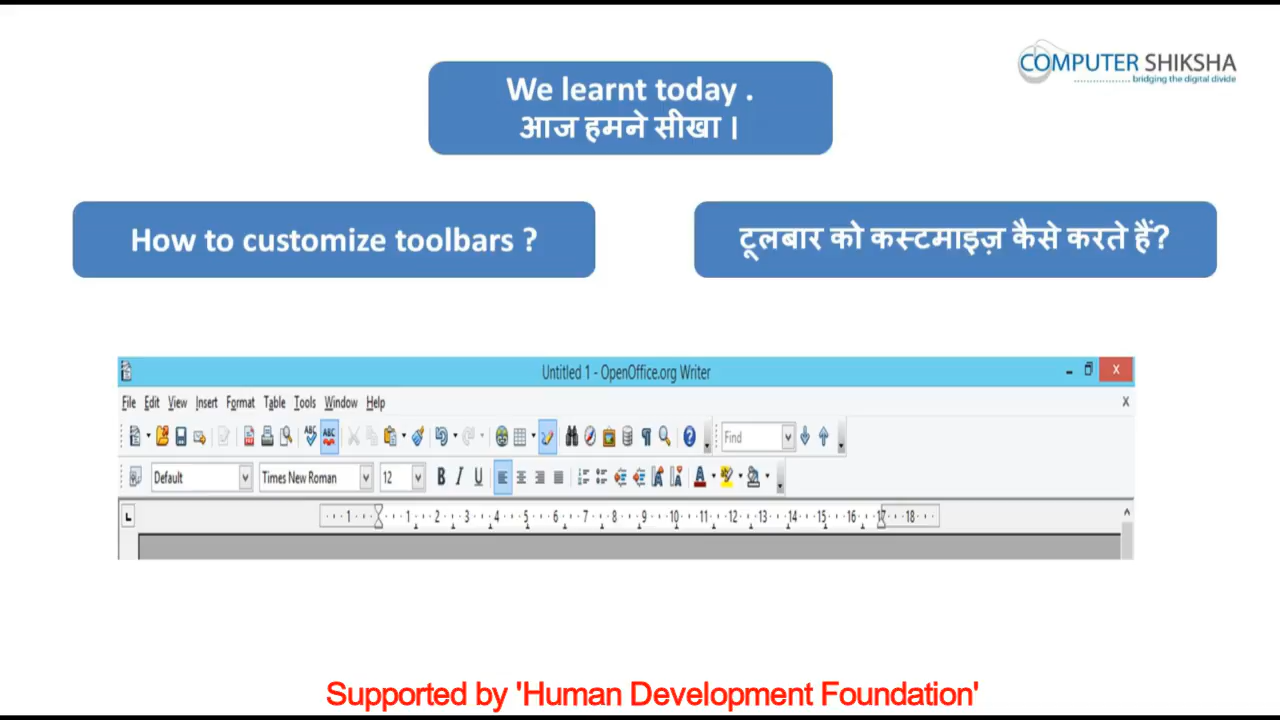 COMPUTER SHIKSHA
bridging the digital divide
We learnt today .
आज हमने सीखा ।
How to customize toolbars ?
टूलबार को कस्टमाइज़ कैसे करते हैं?
Untitled 1 - OpenOffice.org Writer
File Edit View Insert Format Table Tools Window Help
Find
Default Times New Roman 12 B I U
1 1 2 3 4 5 6 7 8 9 10 11 12 13 14 15 16 17 18
Supported by 'Human Development Foundation'